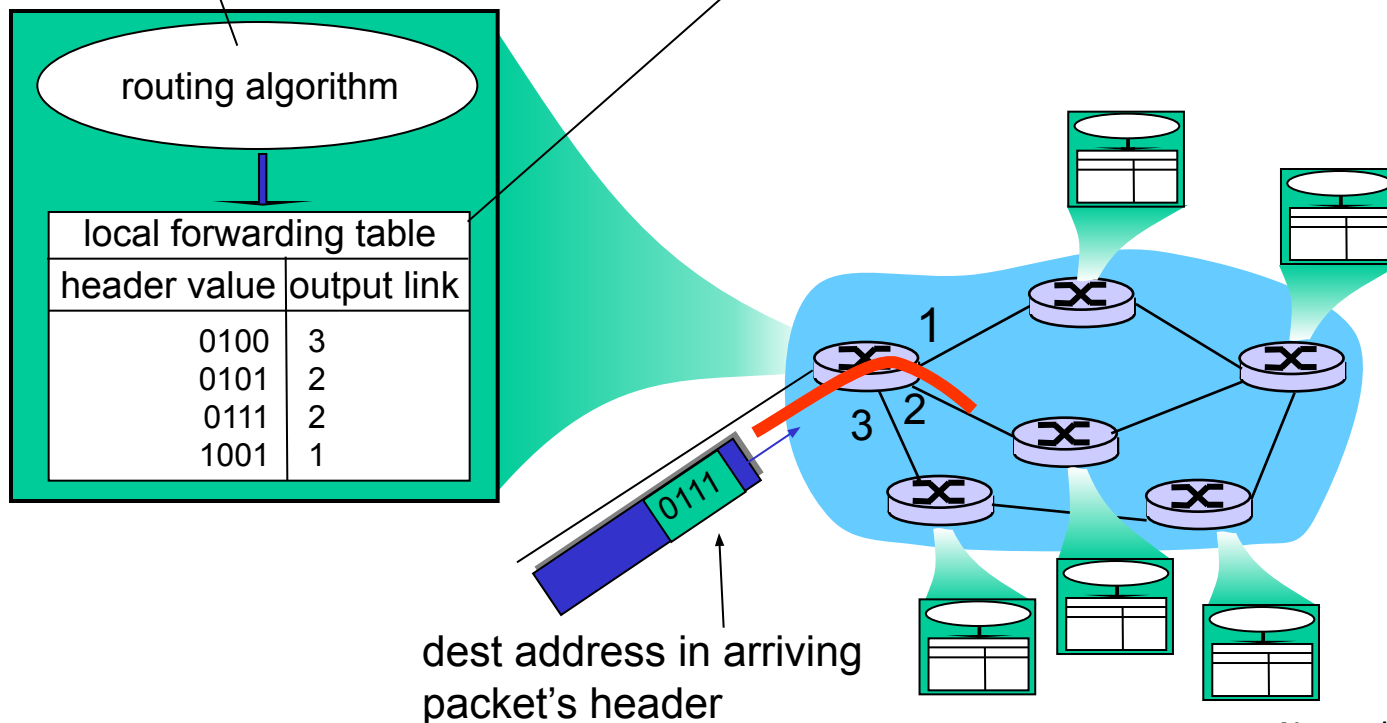 routing algorithm
local forwarding table
header value output link
0100 3
0101 2
0111 2
1001 1
1
2
3
0111
dest address in arriving
packet's header